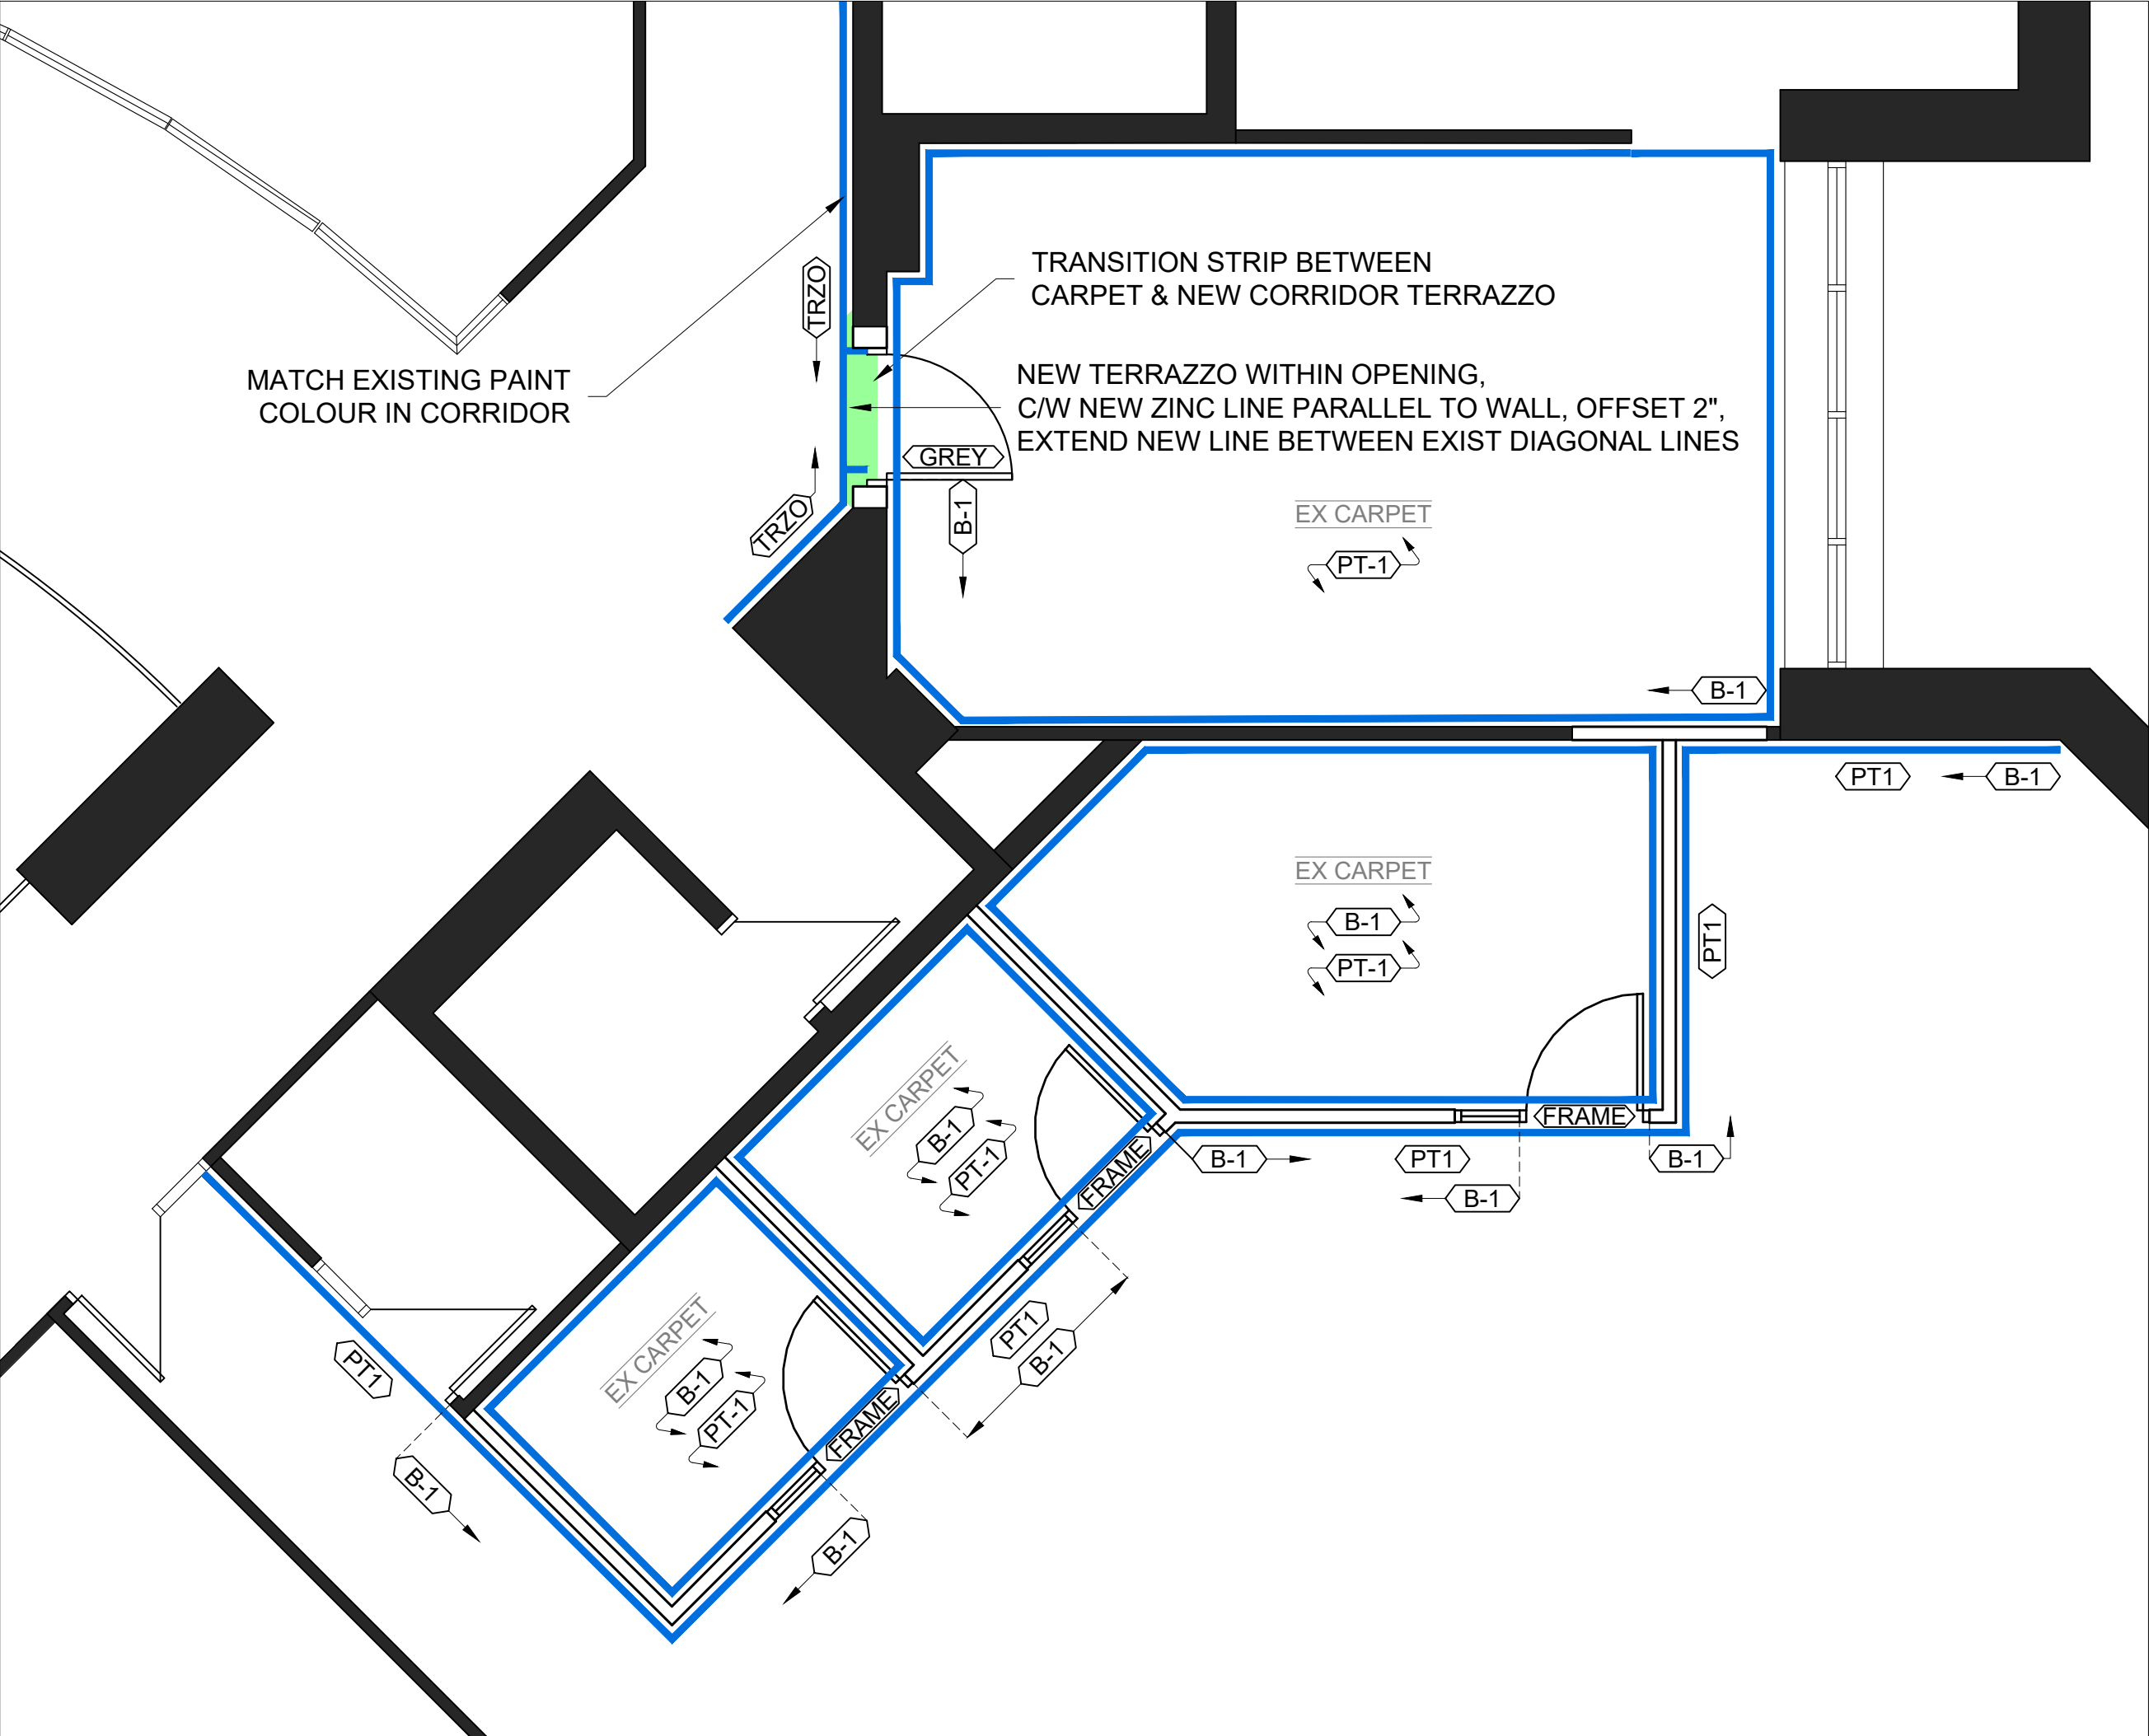 TRZO
TRANSITION STRIP BETWEEN
CARPET & NEW CORRIDOR TERRAZZO
MATCH EXISTING PAINT
COLOUR IN CORRIDOR
NEW TERRAZZO WITHIN OPENING,
C/W NEW ZINC LINE PARALLEL TO WALL, OFFSET 2",
EXTEND NEW LINE BETWEEN EXIST DIAGONAL LINES
GREY
TRZO
B-1
EX CARPET
PT-1
B-1
PT1
B-1
EX CARPET
B-1
PT-1
PT1
FRAME
B-1
PT1
B-1
B-1
EX CARPET
B-1
PT-1
FRAME
PT1
B-1
EX CARPET
B-1
PT-1
FRAME
PT1
B-1
B-1